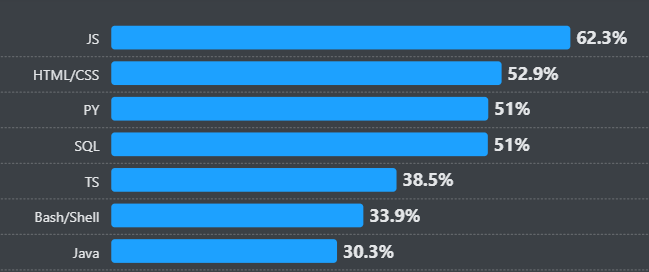 JS 62.3%
HTML/CSS 52.9%
PY 51%
SQL 51%
TS 38.5%
Bash/Shell 33.9%
Java 30.3%